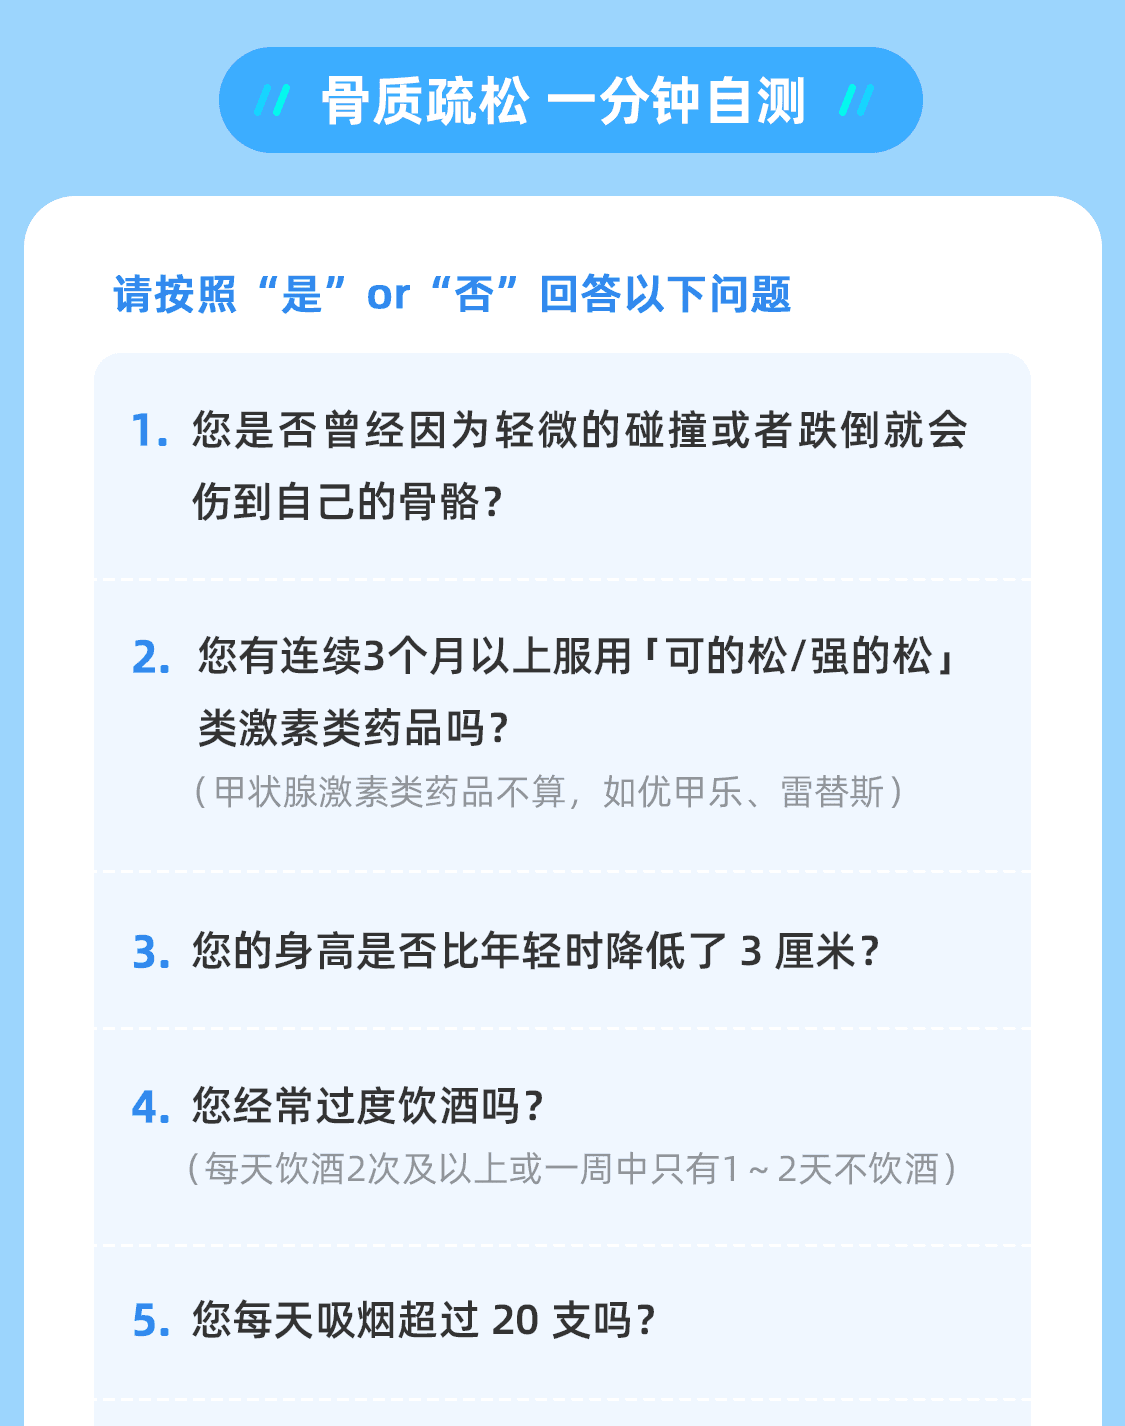 骨质疏松 一分钟自测
请按照“是”or“否”回答以下问题
1. 您是否曾经因为轻微的碰撞或者跌倒就会
伤到自己的骨骼?
2. 您有连续3个月以上服用「可的松/强的松」
类激素类药品吗?
(甲状腺激素类药品不算，如优甲乐、雷替斯)
3. 您的身高是否比年轻时降低了 3 厘米?
4. 您经常过度饮酒吗?
(每天饮酒2次及以上或一周中只有1~2天不饮酒)
5. 您每天吸烟超过 20 支吗?